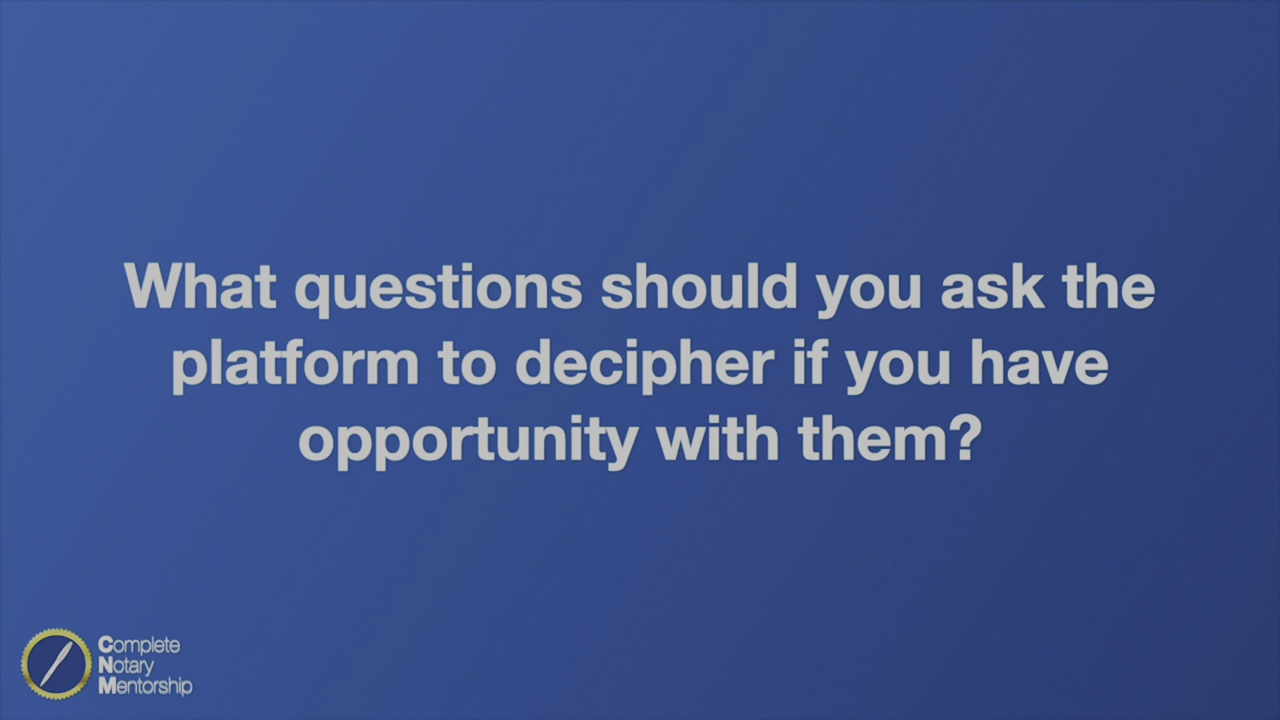 What questions should you ask the
platform to decipher if you have
opportunity with them?
Complete
Notary
Mentorship